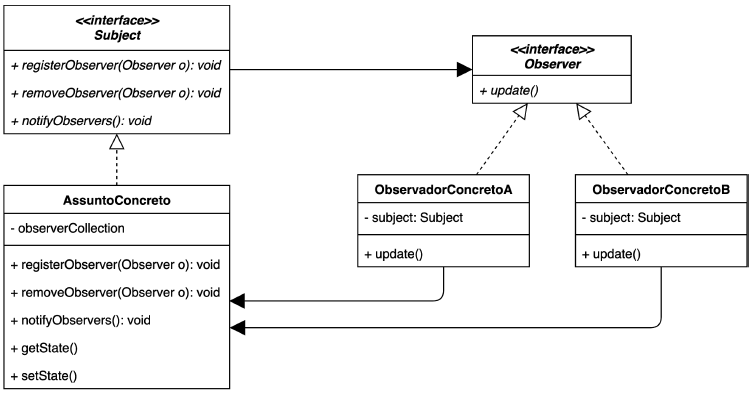 <<interface>>
Subject
+ registerObserver(Observer o): void
+ removeObserver(Observer o): void
+ notifyObservers(): void
<<interface>>
Observer
+ update()
AssuntoConcreto
- observerCollection
+ registerObserver(Observer o): void
+ removeObserver(Observer o): void
+ notifyObservers(): void
+ getState()
+ setState()
ObservadorConcretoA
- subject: Subject
+ update()
ObservadorConcretoB
- subject: Subject
+ update()